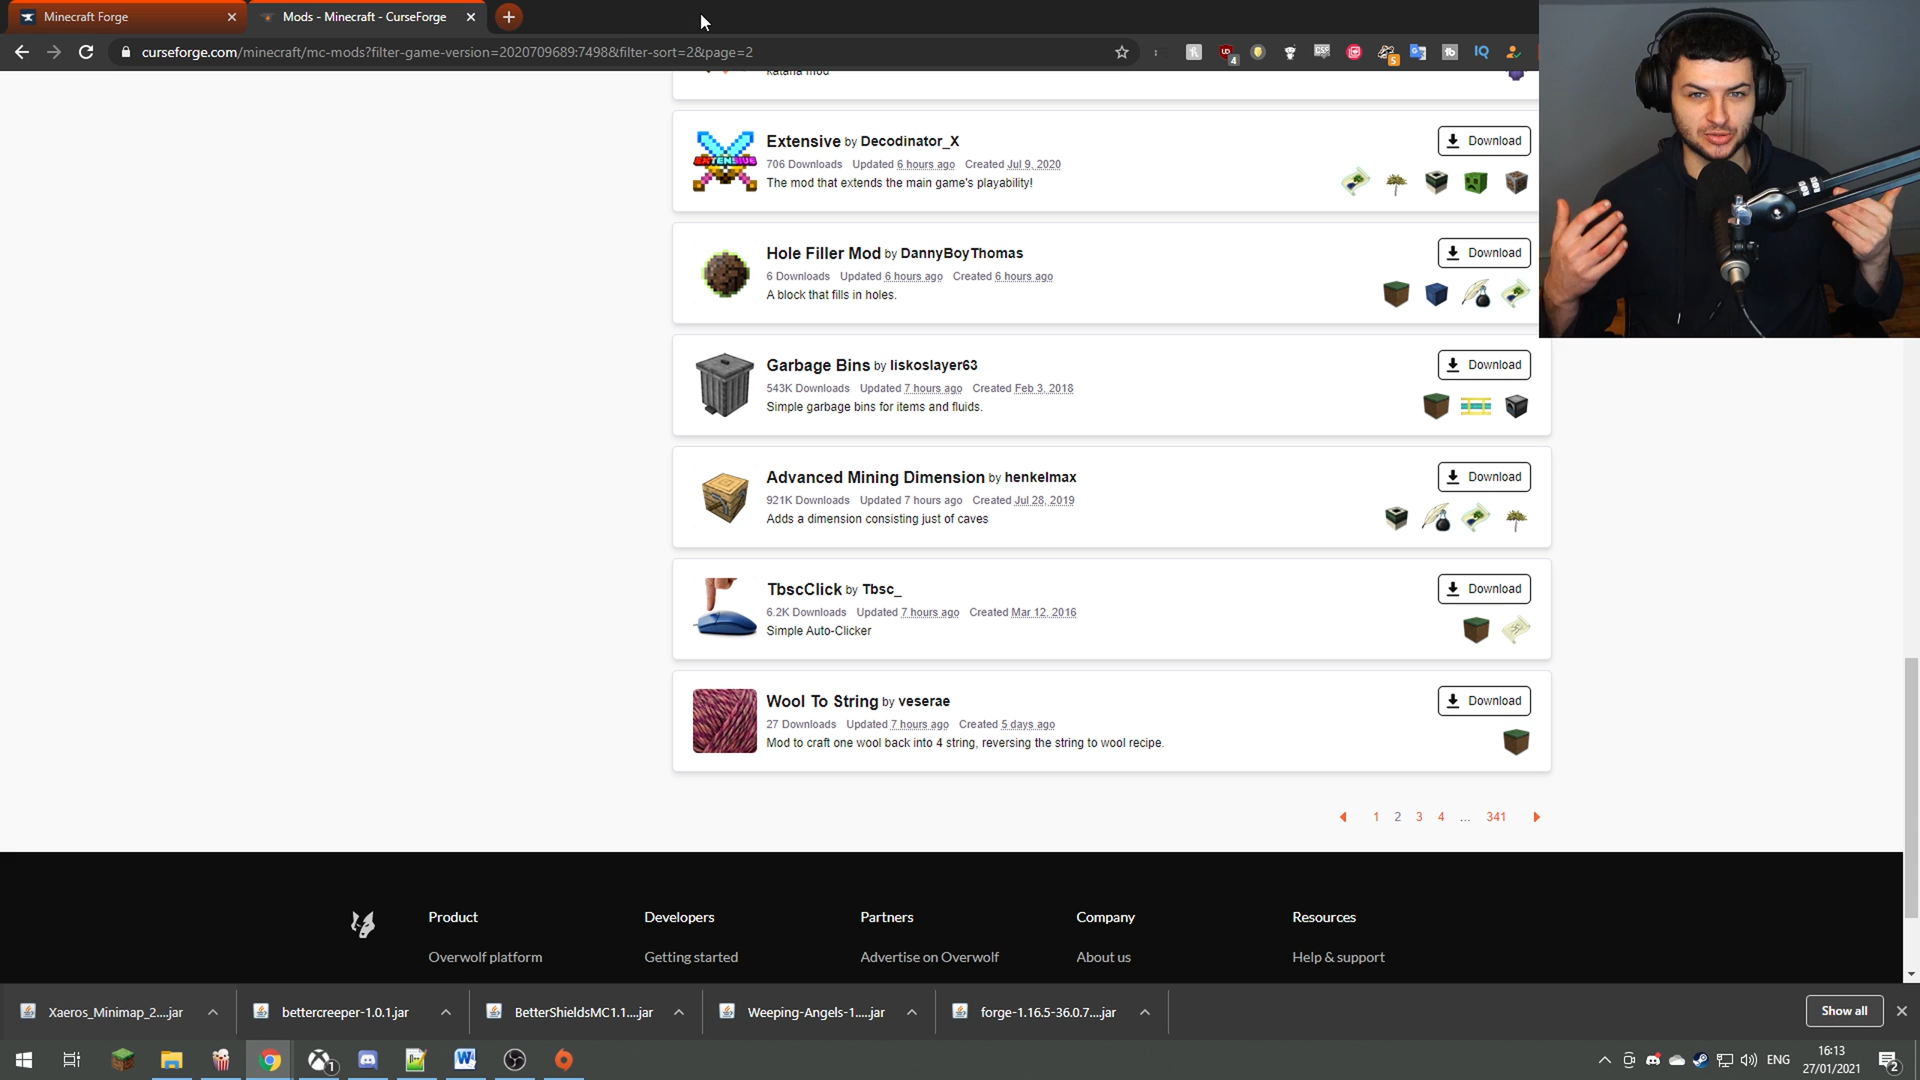 Minecraft Forge
Mods - Minecraft - CurseForge
curseforge.com/minecraft/mc-mods?filter-game-version=2020709689:7498&filter-sort=2&page=2
Katana mod
EXTENSIVE
Extensive by Decodinator_X
706 Downloads Updated 6 hours ago Created Jul 9, 2020
The mod that extends the main game's playability!
Download
Hole Filler Mod by DannyBoyThomas
6 Downloads Updated 6 hours ago Created 6 hours ago
A block that fills in holes.
Download
Garbage Bins by liskoslayer63
543K Downloads Updated 7 hours ago Created Feb 3, 2018
Simple garbage bins for items and fluids.
Download
Advanced Mining Dimension by henkelmax
921K Downloads Updated 7 hours ago Created Jul 28, 2019
Adds a dimension consisting just of caves
Download
TbscClick by Tbsc_
6.2K Downloads Updated 7 hours ago Created Mar 12, 2016
Simple Auto-Clicker
Download
Wool To String by veserae
27 Downloads Updated 7 hours ago Created 5 days ago
Mod to craft one wool back into 4 string, reversing the string to wool recipe.
Download
1 2 3 4 ... 341
Product Developers Partners Company Resources
Overwolf platform Getting started Advertise on Overwolf About us Help & support
Xaeros_Minimap_2....jar bettercreeper-1.0.1.jar BetterShieldsMC1.1....jar Weeping-Angels-1.....jar forge-1.16.5-36.0.7....jar Show all
ENG
16:13
27/01/2021